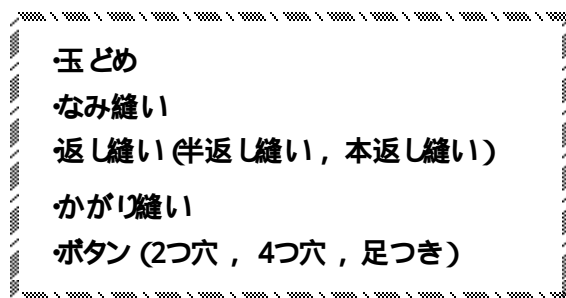 ・玉どめ
・なみ縫い
・返し縫い(半返し縫い，本返し縫い)
・かがり縫い
・ボタン(2つ穴，4つ穴，足つき)